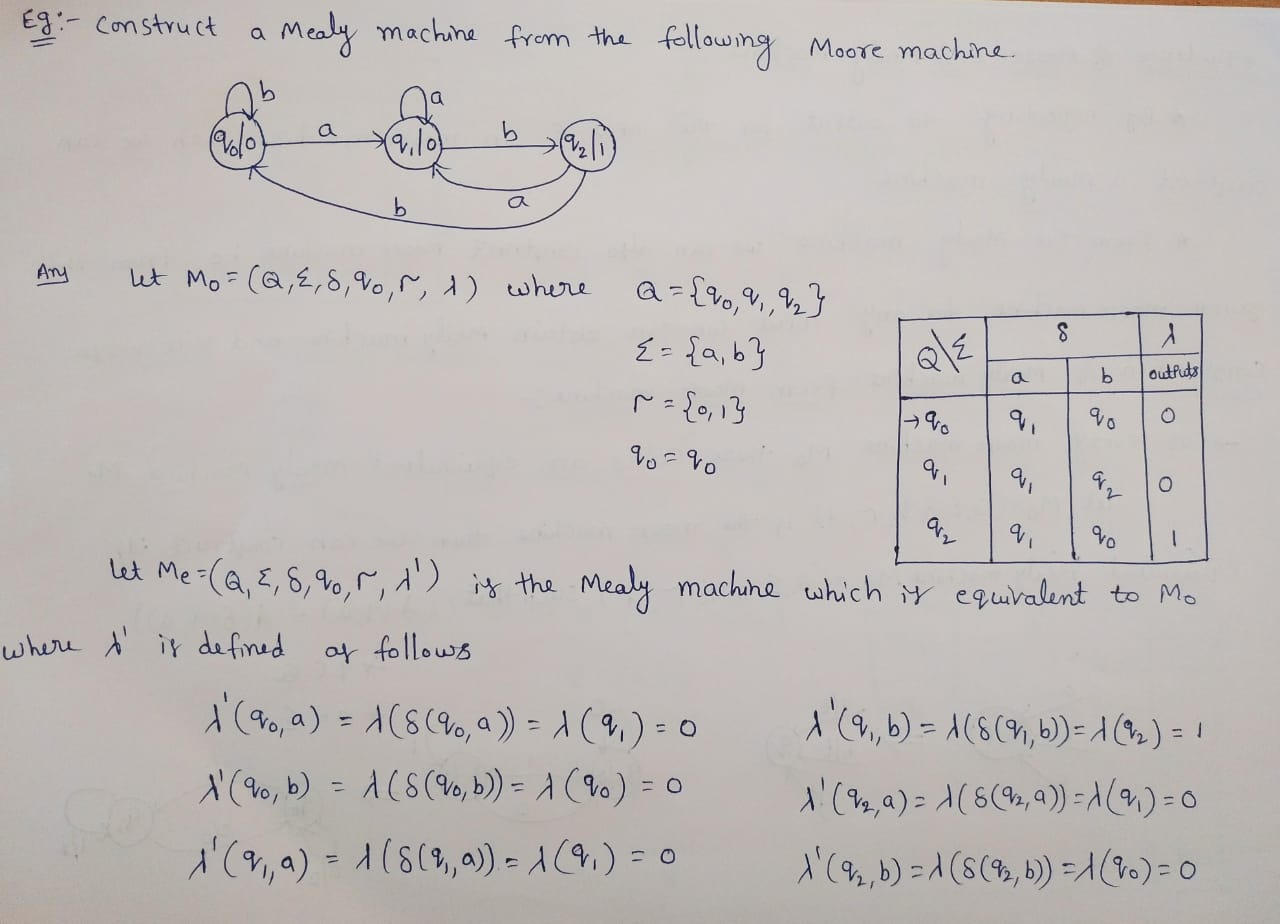 Eg:- Construct a Mealy machine from the following Moore machine.
b a
q₀/0 a q₁/0 b q₂/1
b a
Ans Let M₀ = (Q, Σ, δ, q₀, Γ, λ) where Q = {q₀, q₁, q₂}
Σ = {a, b}
Γ = {0, 1}
q₀ = q₀
Q\Σ δ λ
a b outputs
→q₀ q₁ q₀ 0
q₁ q₁ q₂ 0
q₂ q₁ q₀ 1
Let Me = (Q, Σ, δ, q₀, Γ, λ') is the Mealy machine which is equivalent to M₀
where λ' is defined as follows
λ'(q₀, a) = λ(δ(q₀, a)) = λ(q₁) = 0
λ'(q₀, b) = λ(δ(q₀, b)) = λ(q₀) = 0
λ'(q₁, a) = λ(δ(q₁, a)) = λ(q₁) = 0
λ'(q₁, b) = λ(δ(q₁, b)) = λ(q₂) = 1
λ'(q₂, a) = λ(δ(q₂, a)) = λ(q₁) = 0
λ'(q₂, b) = λ(δ(q₂, b)) = λ(q₀) = 0